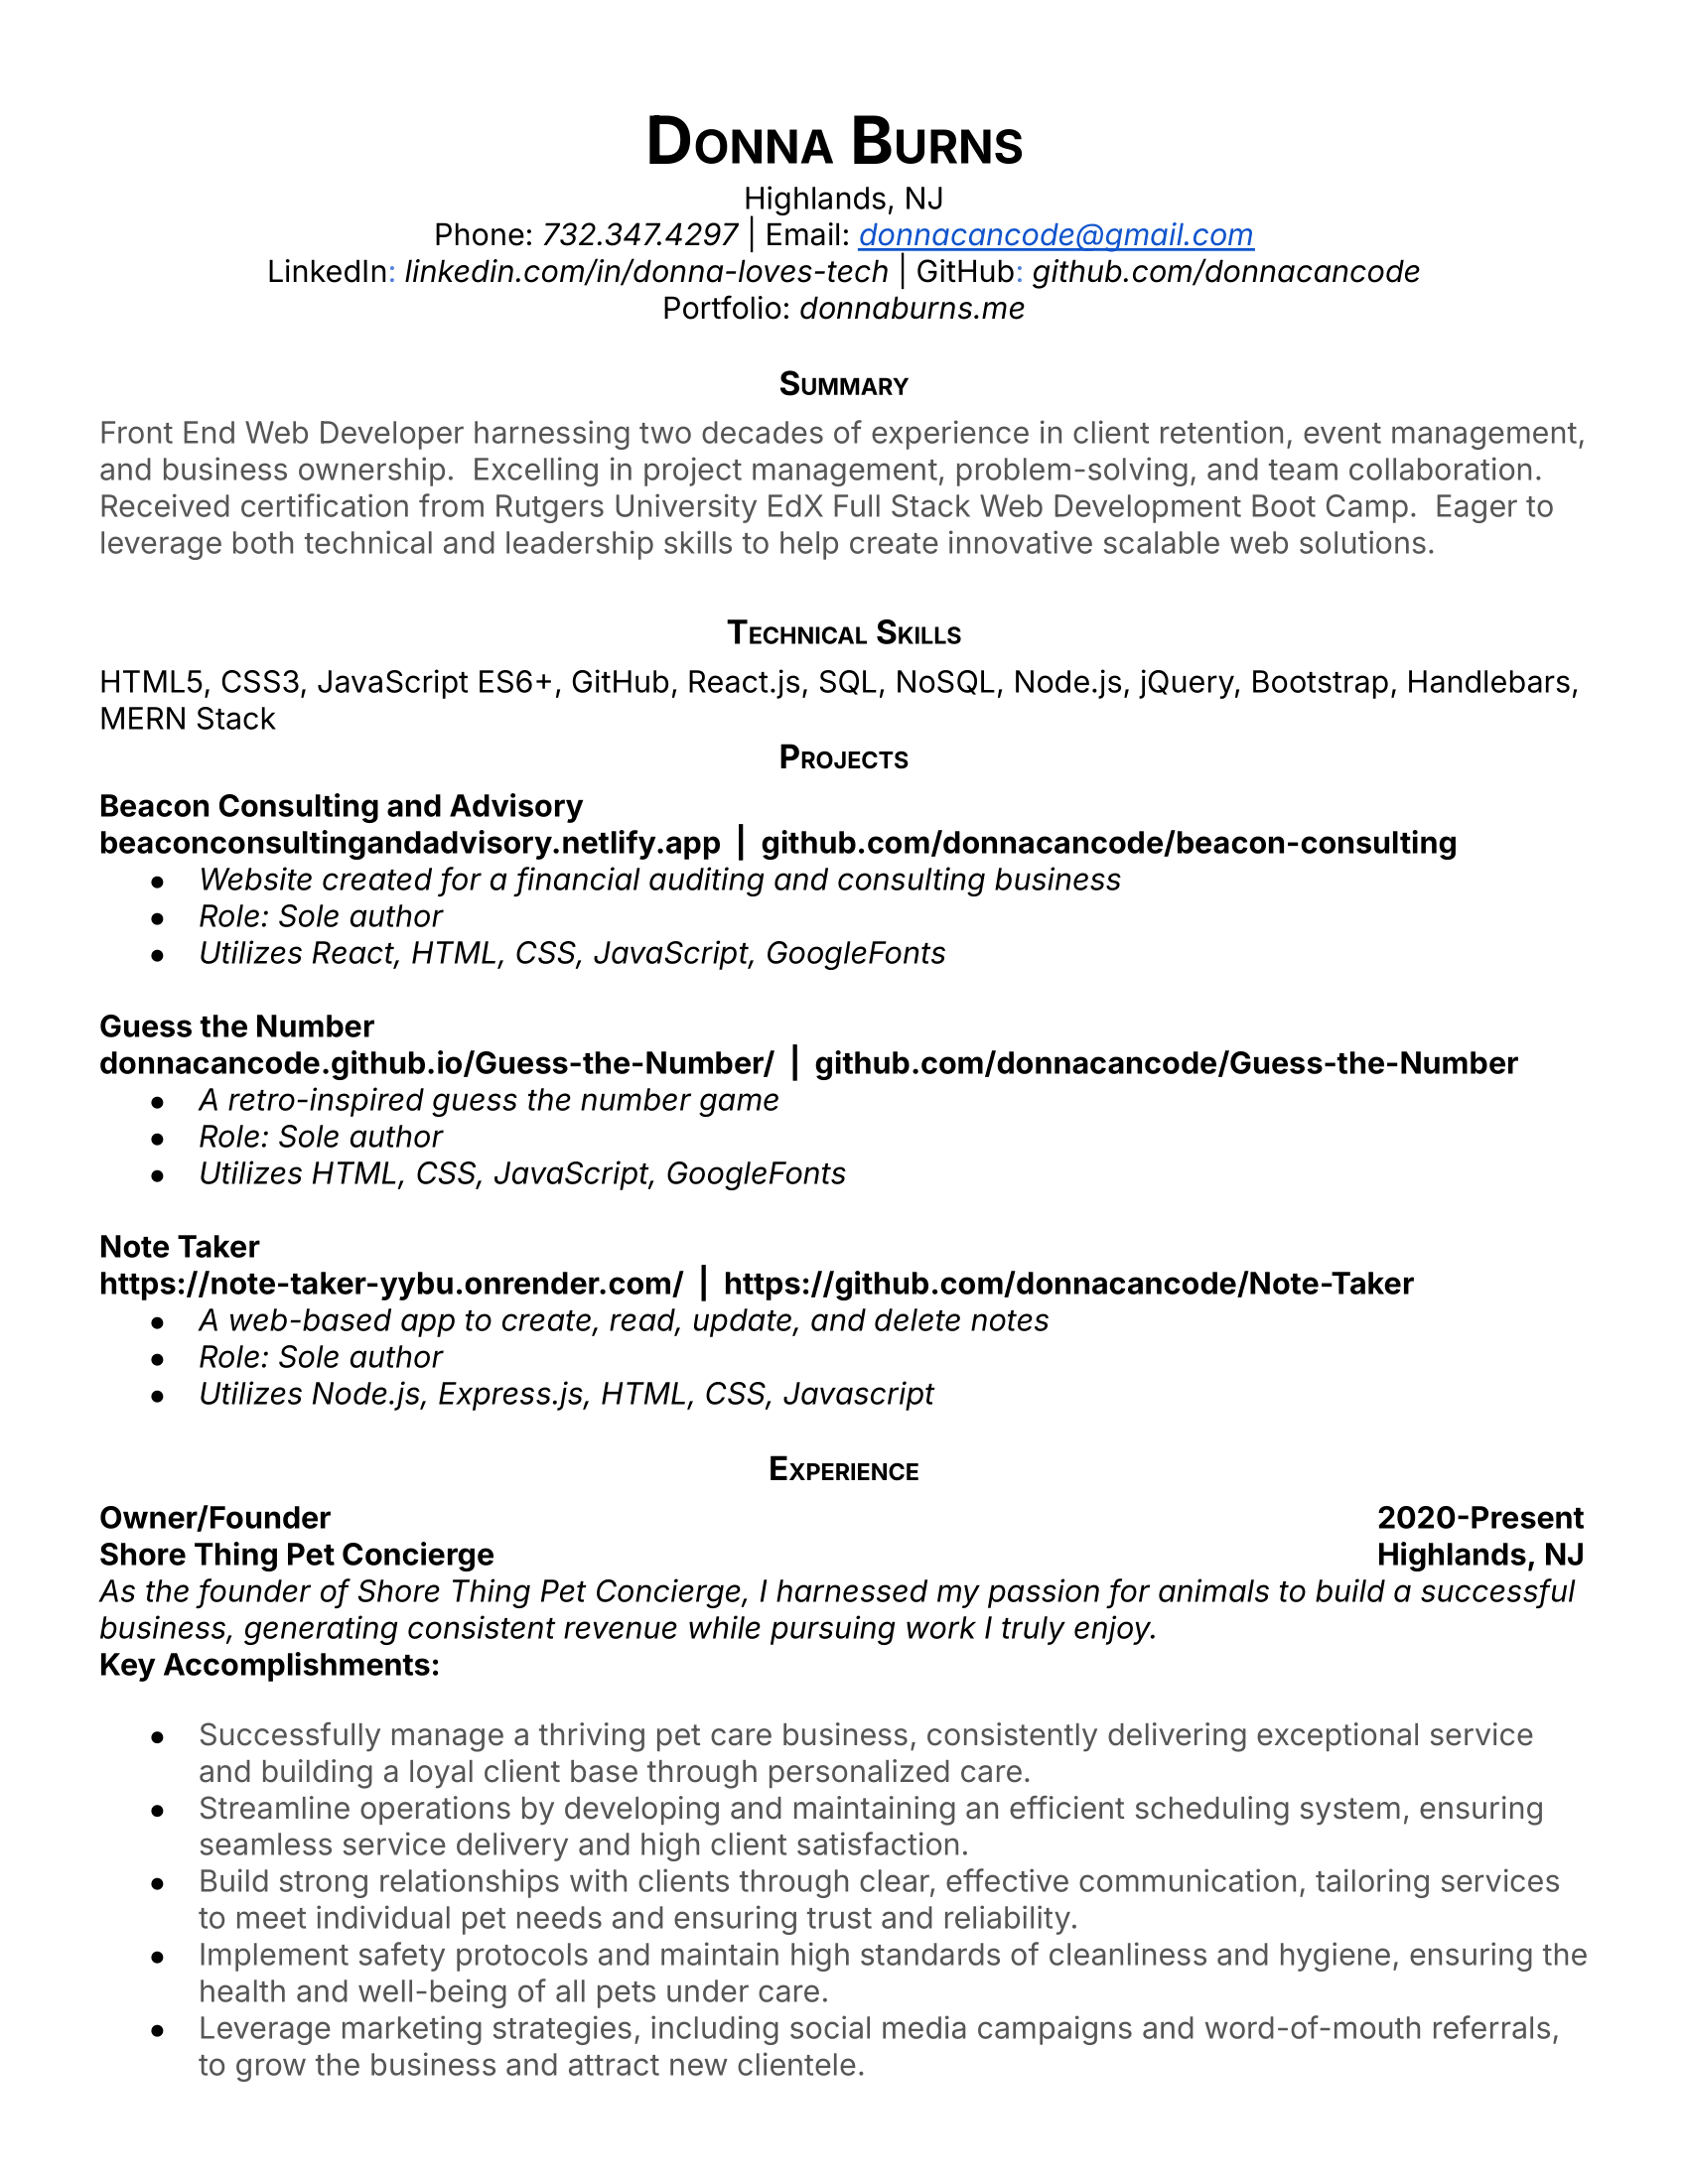 Donna Burns
Highlands, NJ
Phone: 732.347.4297 | Email: donnacancode@gmail.com
LinkedIn: linkedin.com/in/donna-loves-tech | GitHub: github.com/donnacancode
Portfolio: donnaburns.me
Summary
Front End Web Developer harnessing two decades of experience in client retention, event management,
and business ownership.  Excelling in project management, problem-solving, and team collaboration.
Received certification from Rutgers University EdX Full Stack Web Development Boot Camp.  Eager to
leverage both technical and leadership skills to help create innovative scalable web solutions.
Technical Skills
HTML5, CSS3, JavaScript ES6+, GitHub, React.js, SQL, NoSQL, Node.js, jQuery, Bootstrap, Handlebars,
MERN Stack
Projects
Beacon Consulting and Advisory
beaconconsultingandadvisory.netlify.app | github.com/donnacancode/beacon-consulting
● Website created for a financial auditing and consulting business
● Role: Sole author
● Utilizes React, HTML, CSS, JavaScript, GoogleFonts
Guess the Number
donnacancode.github.io/Guess-the-Number/ | github.com/donnacancode/Guess-the-Number
● A retro-inspired guess the number game
● Role: Sole author
● Utilizes HTML, CSS, JavaScript, GoogleFonts
Note Taker
https://note-taker-yybu.onrender.com/ | https://github.com/donnacancode/Note-Taker
● A web-based app to create, read, update, and delete notes
● Role: Sole author
● Utilizes Node.js, Express.js, HTML, CSS, Javascript
Experience
Owner/Founder 2020-Present
Shore Thing Pet Concierge Highlands, NJ
As the founder of Shore Thing Pet Concierge, I harnessed my passion for animals to build a successful
business, generating consistent revenue while pursuing work I truly enjoy.
Key Accomplishments:
● Successfully manage a thriving pet care business, consistently delivering exceptional service
and building a loyal client base through personalized care.
● Streamline operations by developing and maintaining an efficient scheduling system, ensuring
seamless service delivery and high client satisfaction.
● Build strong relationships with clients through clear, effective communication, tailoring services
to meet individual pet needs and ensuring trust and reliability.
● Implement safety protocols and maintain high standards of cleanliness and hygiene, ensuring the
health and well-being of all pets under care.
● Leverage marketing strategies, including social media campaigns and word-of-mouth referrals,
to grow the business and attract new clientele.